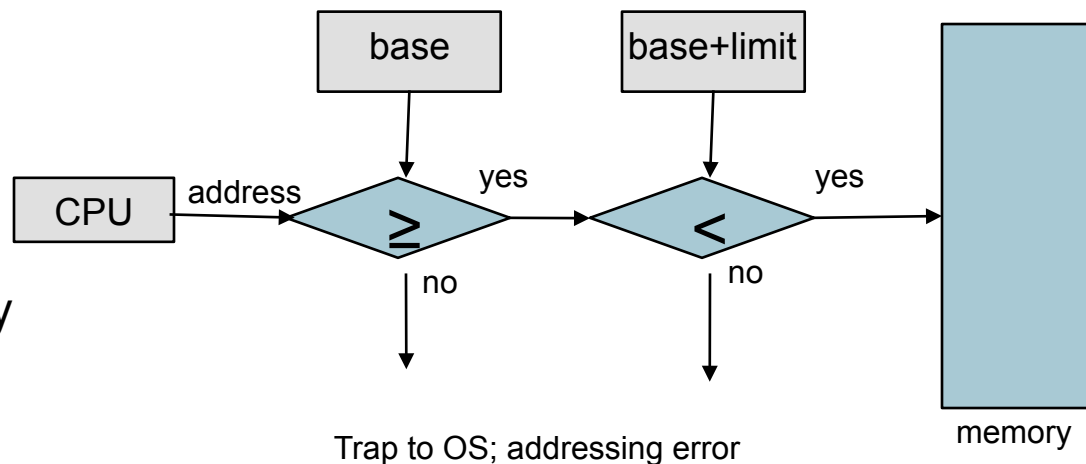 base
base+limit
CPU
address
≥
yes
<
yes
no
no
y
Trap to OS; addressing error
memory